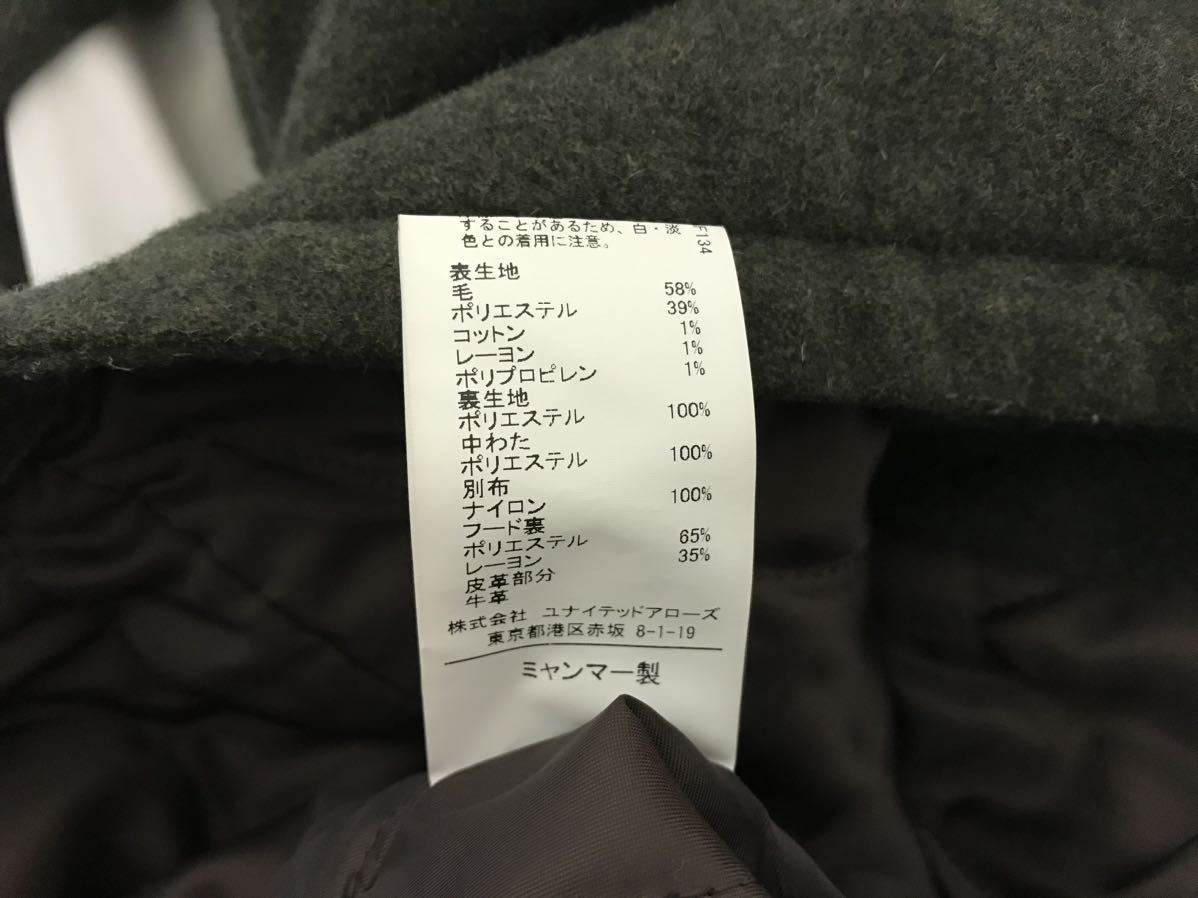 することがあるため、白・淡
色との着用に注意。
F134
表生地
毛 58%
ポリエステル 39%
コットン 1%
レーヨン 1%
ポリプロピレン 1%
裏生地
ポリエステル 100%
中わた
ポリエステル 100%
別布
ナイロン 100%
フード裏
ポリエステル 65%
レーヨン 35%
皮革部分
牛革
株式会社 ユナイテッドアローズ
東京都港区赤坂 8-1-19
ミャンマー製